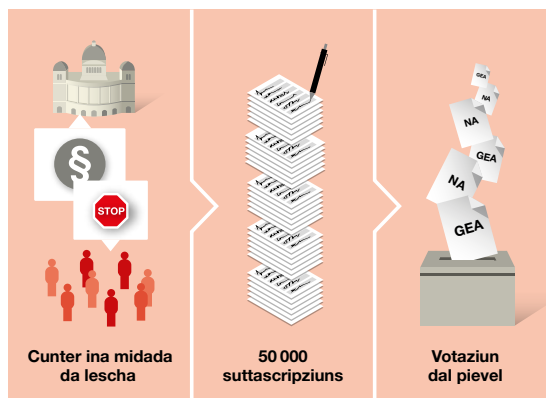 §
STOP
Cunter ina midada
da lescha
50 000
suttascripziuns
GEA
NA
NA
GEA
NA
GEA
Votaziun
dal pievel